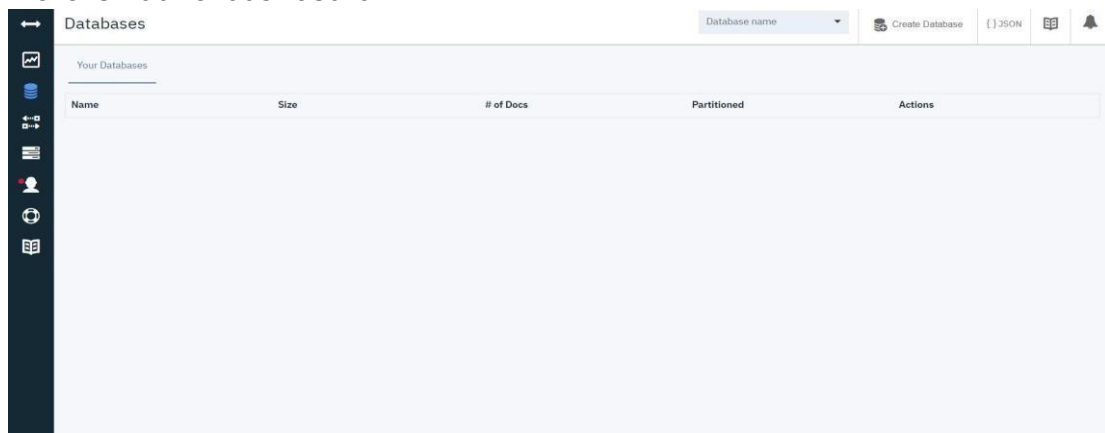 Databases
Database name
Create Database
{ } JSON
Your Databases
Name Size # of Docs Partitioned Actions